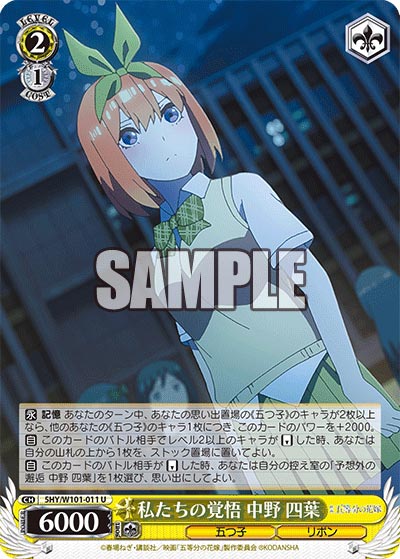 LEVEL
2
1
COST
SAMPLE
永 記憶 あなたのターン中、あなたの思い出置場の《五つ子》のキャラが2枚以上
なら、他のあなたの《五つ子》のキャラ1枚につき、このカードのパワーを+2000。
自 このカードのバトル相手でレベル2以上のキャラが した時、あなたは
自分の山札の上から1枚を、ストック置場に置いてよい。
自 このカードのバトル相手が した時、あなたは自分の控え室の「予想外の
邂逅 中野 四葉」を1枚選び、思い出にしてよい。
CH 5HY/W101-011 U
6000
私たちの覚悟 中野 四葉
五等分の花嫁
五つ子
リボン
©春場ねぎ・講談社/映画「五等分の花嫁」製作委員会 ©KODANSHA